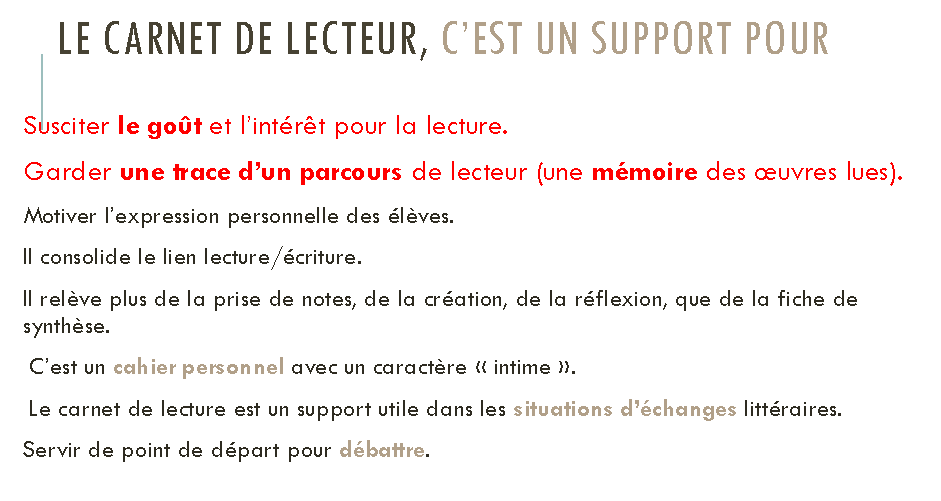 LE CARNET DE LECTEUR, C’EST UN SUPPORT POUR
Susciter le goût et l’intérêt pour la lecture.
Garder une trace d’un parcours de lecteur (une mémoire des œuvres lues).
Motiver l’expression personnelle des élèves.
Il consolide le lien lecture/écriture.
Il relève plus de la prise de notes, de la création, de la réflexion, que de la fiche de
synthèse.
C’est un cahier personnel avec un caractère « intime ».
Le carnet de lecture est un support utile dans les situations d’échanges littéraires.
Servir de point de départ pour débattre.